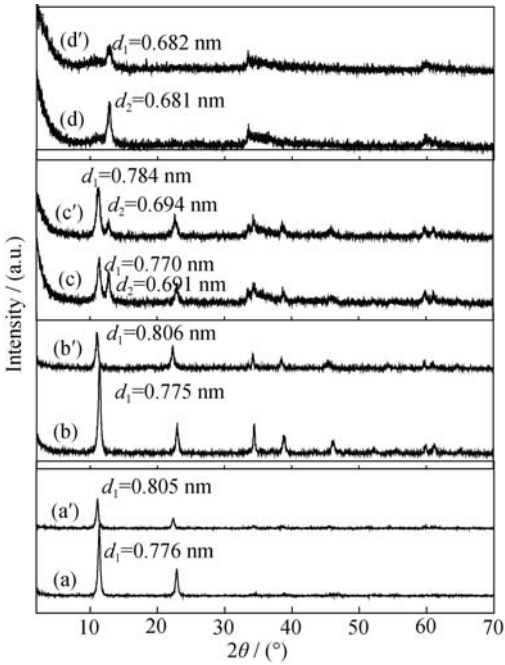 (d′) d₁=0.682 nm
(d) d₂=0.681 nm
d₁=0.784 nm
(c′) d₂=0.694 nm
(c) d₁=0.770 nm
d₂=0.691 nm
(b′) d₁=0.806 nm
d₁=0.775 nm
(b)
d₁=0.805 nm
(a′)
d₁=0.776 nm
(a)
Intensity / (a.u.)
10 20 30 40 50 60 70
2θ / (°)